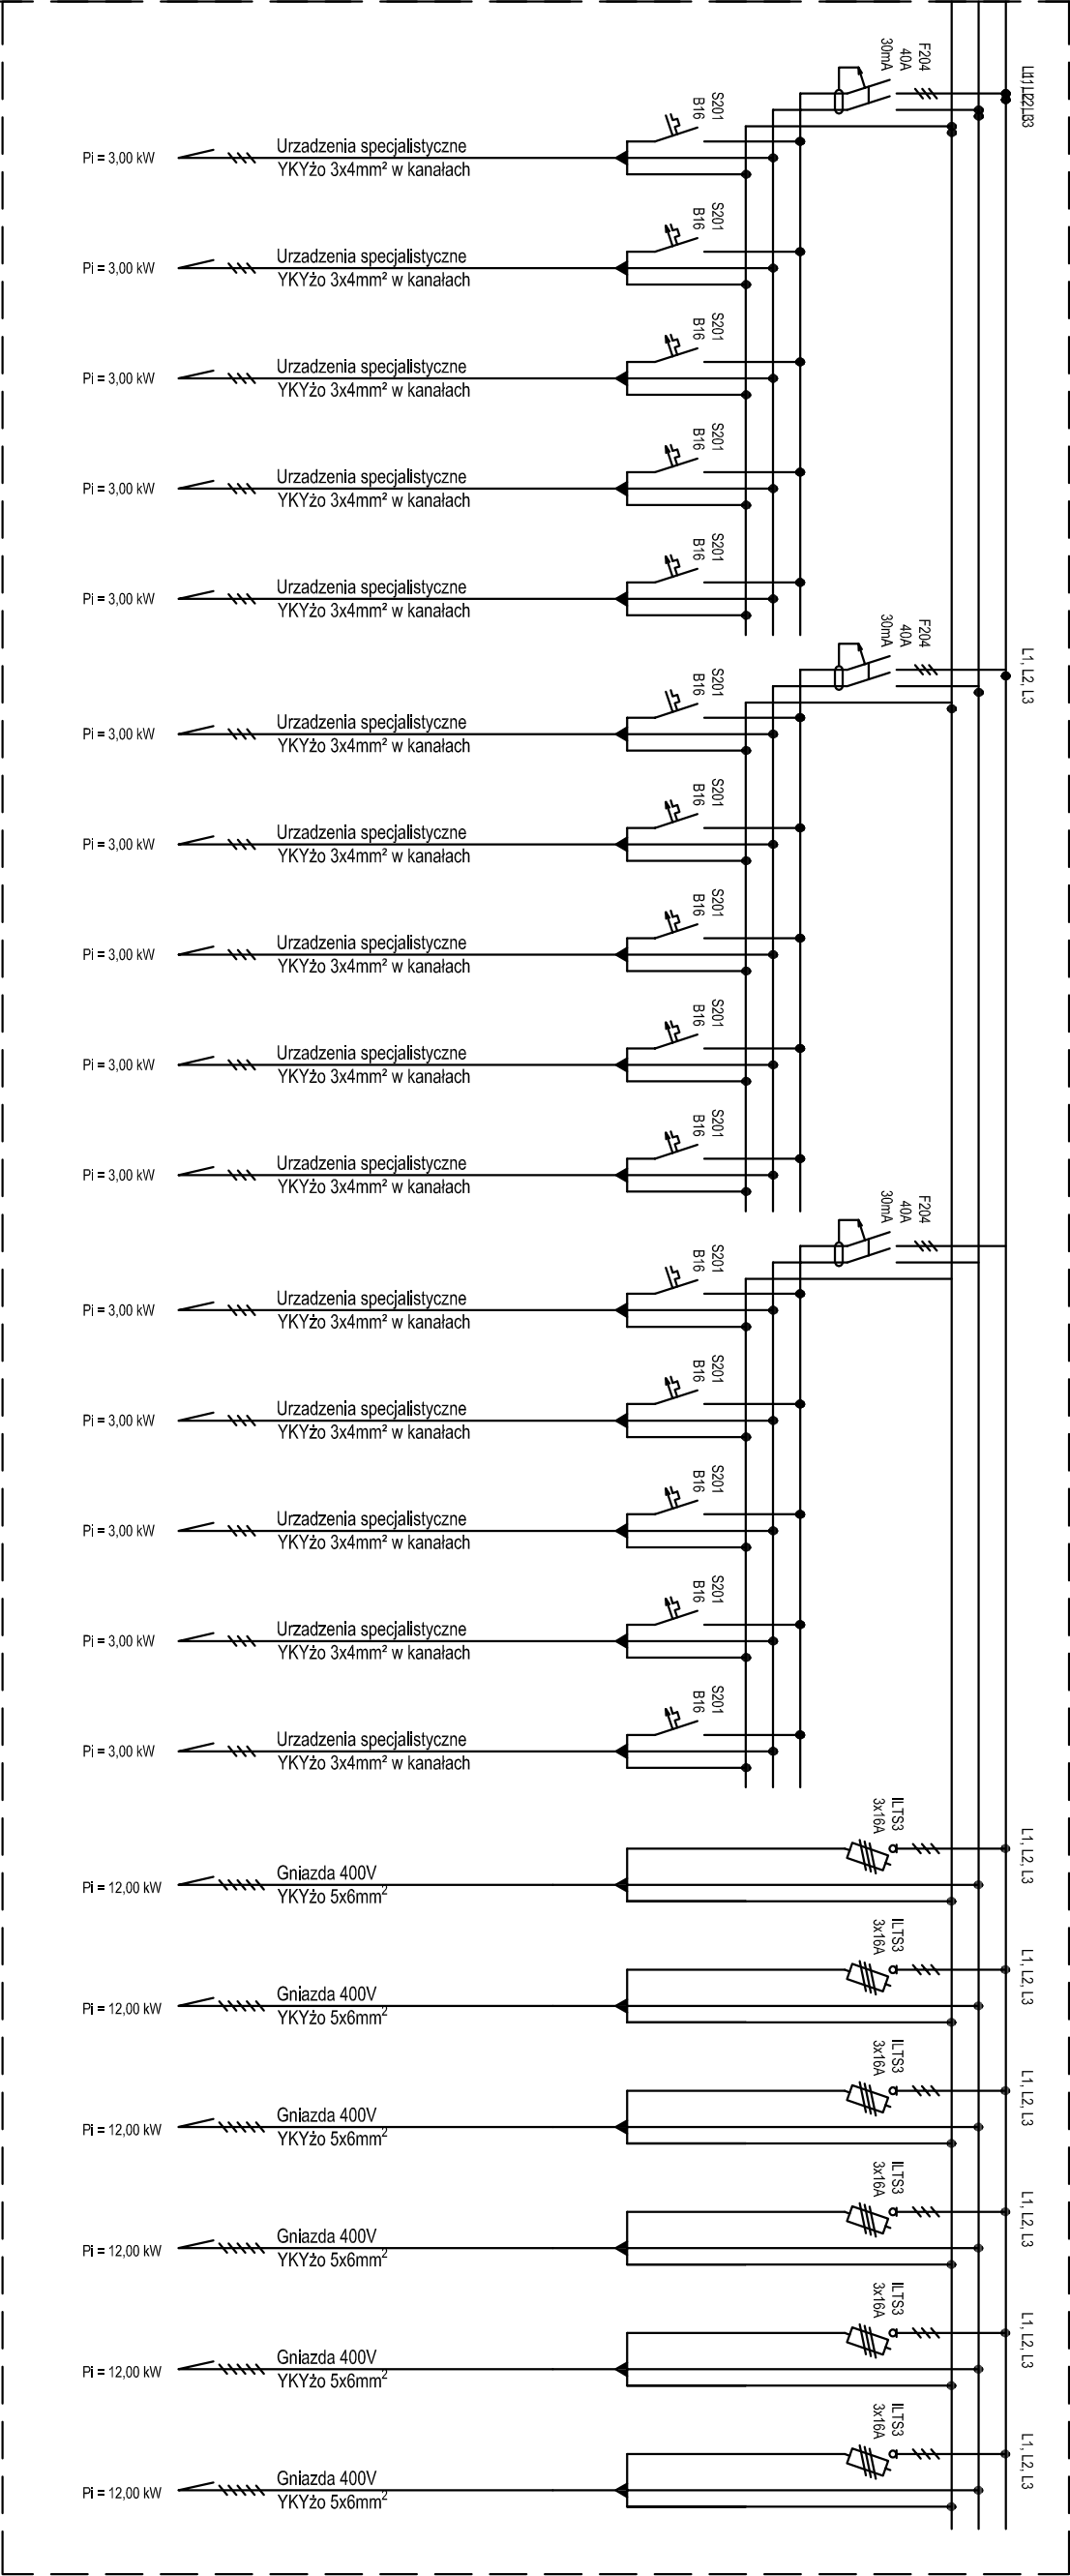 F204
40A
30mA
S201
B16
Urzadzenia specjalistyczne
YKYżo 3x4mm² w kanałach
Pi = 3,00 kW
S201
B16
Urzadzenia specjalistyczne
YKYżo 3x4mm² w kanałach
Pi = 3,00 kW
S201
B16
Urzadzenia specjalistyczne
YKYżo 3x4mm² w kanałach
Pi = 3,00 kW
S201
B16
Urzadzenia specjalistyczne
YKYżo 3x4mm² w kanałach
Pi = 3,00 kW
S201
B16
Urzadzenia specjalistyczne
YKYżo 3x4mm² w kanałach
Pi = 3,00 kW
L1, L2, L3
F204
40A
30mA
S201
B16
Urzadzenia specjalistyczne
YKYżo 3x4mm² w kanałach
Pi = 3,00 kW
S201
B16
Urzadzenia specjalistyczne
YKYżo 3x4mm² w kanałach
Pi = 3,00 kW
S201
B16
Urzadzenia specjalistyczne
YKYżo 3x4mm² w kanałach
Pi = 3,00 kW
S201
B16
Urzadzenia specjalistyczne
YKYżo 3x4mm² w kanałach
Pi = 3,00 kW
S201
B16
Urzadzenia specjalistyczne
YKYżo 3x4mm² w kanałach
Pi = 3,00 kW
F204
40A
30mA
S201
B16
Urzadzenia specjalistyczne
YKYżo 3x4mm² w kanałach
Pi = 3,00 kW
S201
B16
Urzadzenia specjalistyczne
YKYżo 3x4mm² w kanałach
Pi = 3,00 kW
S201
B16
Urzadzenia specjalistyczne
YKYżo 3x4mm² w kanałach
Pi = 3,00 kW
S201
B16
Urzadzenia specjalistyczne
YKYżo 3x4mm² w kanałach
Pi = 3,00 kW
S201
B16
Urzadzenia specjalistyczne
YKYżo 3x4mm² w kanałach
Pi = 3,00 kW
L1, L2, L3
ILTS3
3x16A
Gniazda 400V
YKYżo 5x6mm²
Pi = 12,00 kW
L1, L2, L3
ILTS3
3x16A
Gniazda 400V
YKYżo 5x6mm²
Pi = 12,00 kW
L1, L2, L3
ILTS3
3x16A
Gniazda 400V
YKYżo 5x6mm²
Pi = 12,00 kW
L1, L2, L3
ILTS3
3x16A
Gniazda 400V
YKYżo 5x6mm²
Pi = 12,00 kW
L1, L2, L3
ILTS3
3x16A
Gniazda 400V
YKYżo 5x6mm²
Pi = 12,00 kW
L1, L2, L3
ILTS3
3x16A
Gniazda 400V
YKYżo 5x6mm²
Pi = 12,00 kW